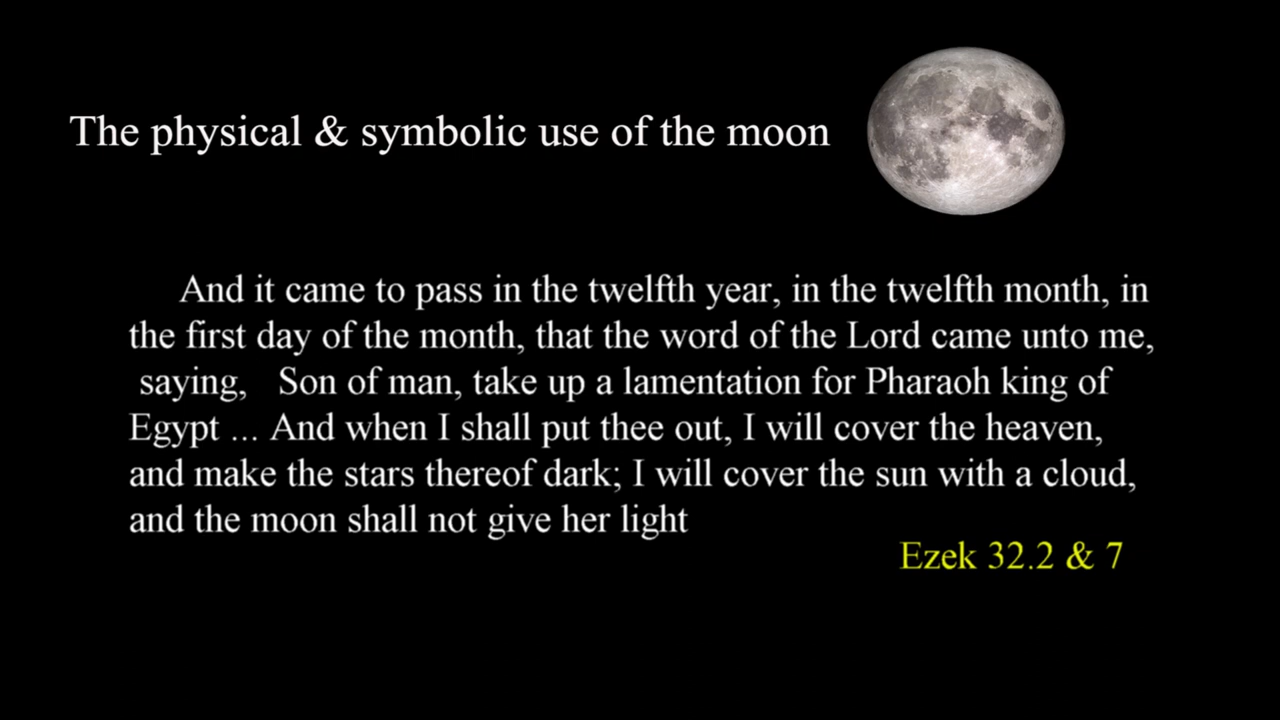 The physical & symbolic use of the moon
And it came to pass in the twelfth year, in the twelfth month, in
the first day of the month, that the word of the Lord came unto me,
saying, Son of man, take up a lamentation for Pharaoh king of
Egypt ... And when I shall put thee out, I will cover the heaven,
and make the stars thereof dark; I will cover the sun with a cloud,
and the moon shall not give her light
Ezek 32.2 & 7